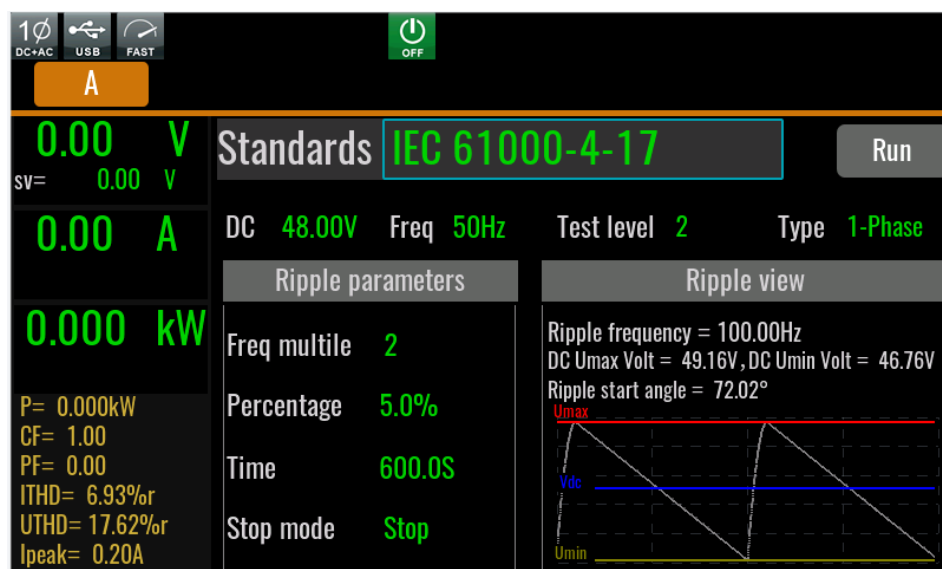 1Ø
DC+AC
USB
FAST
OFF
A
0.00 V
sv= 0.00 V
0.00 A
0.000 kW
P= 0.000kW
CF= 1.00
PF= 0.00
ITHD= 6.93%r
UTHD= 17.62%r
Ipeak= 0.20A
Standards IEC 61000-4-17 Run
DC 48.00V Freq 50Hz Test level 2 Type 1-Phase
Ripple parameters
Freq multile 2
Percentage 5.0%
Time 600.0S
Stop mode Stop
Ripple view
Ripple frequency = 100.00Hz
DC Umax Volt = 49.16V, DC Umin Volt = 46.76V
Ripple start angle = 72.02°
Umax
Vdc
Umin